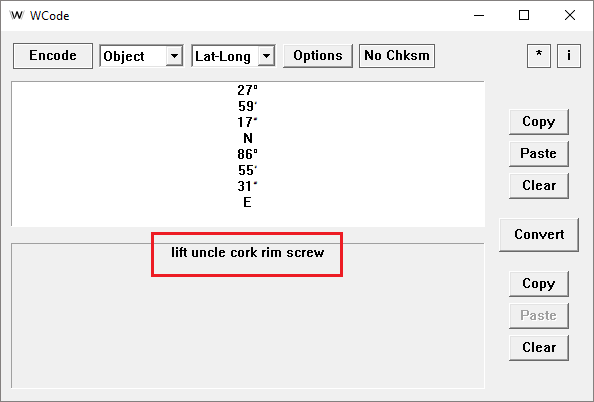 WCode
Encode Object Lat-Long Options No Chksm * i
27°
59'
17"
N
86°
55'
31"
E
Copy
Paste
Clear
Convert
lift uncle cork rim screw
Copy
Paste
Clear